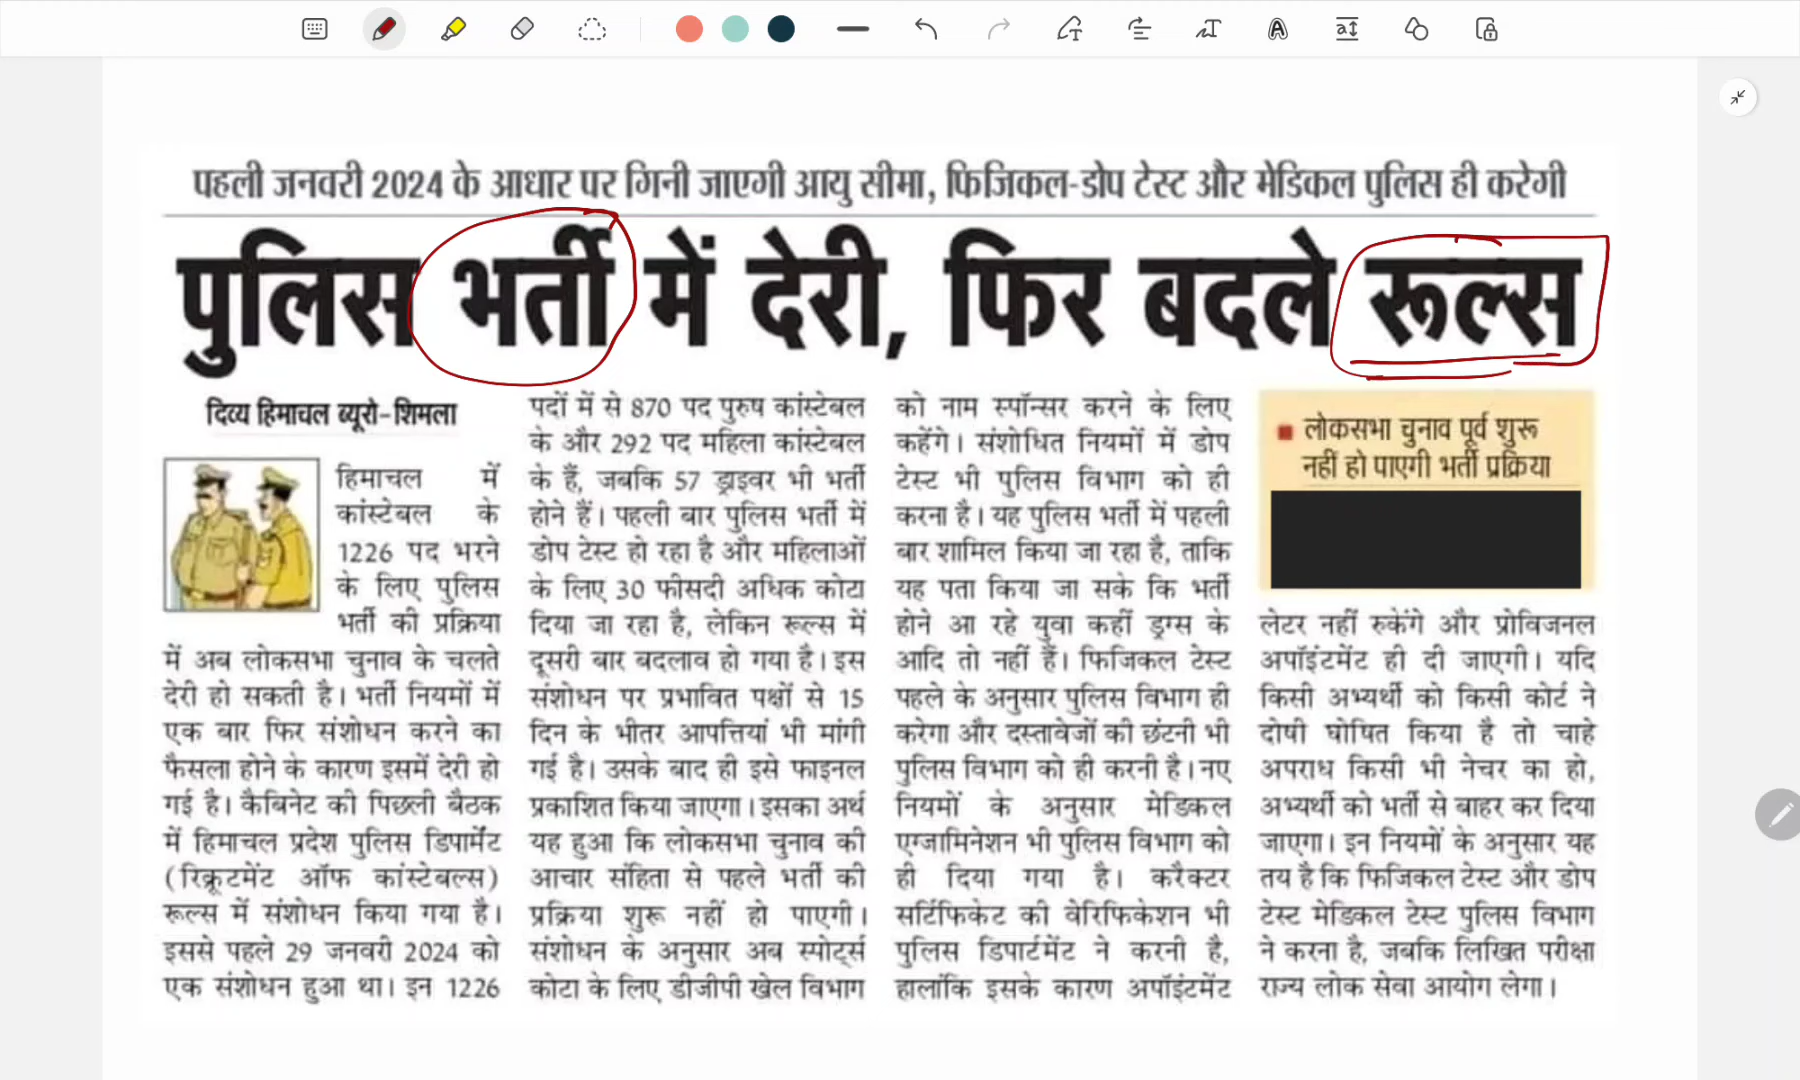 पहली जनवरी 2024 के आधार पर गिनी जाएगी आयु सीमा, फिजिकल-डोप टेस्ट और मेडिकल पुलिस ही करेगी
पुलिस भर्ती में देरी, फिर बदले रूल्स
दिव्य हिमाचल ब्यूरो-शिमला
हिमाचल में
कांस्टेबल के
1226 पद भरने
के लिए पुलिस
भर्ती की प्रक्रिया
में अब लोकसभा चुनाव के चलते
देरी हो सकती है। भर्ती नियमों में
एक बार फिर संशोधन करने का
फैसला होने के कारण इसमें देरी हो
गई है। कैबिनेट की पिछली बैठक
में हिमाचल प्रदेश पुलिस डिपार्मेंट
(रिक्रूटमेंट ऑफ कांस्टेबल्स)
रूल्स में संशोधन किया गया है।
इससे पहले 29 जनवरी 2024 को
एक संशोधन हुआ था। इन 1226
पदों में से 870 पद पुरुष कांस्टेबल
के और 292 पद महिला कांस्टेबल
के हैं, जबकि 57 ड्राइवर भी भर्ती
होने हैं। पहली बार पुलिस भर्ती में
डोप टेस्ट हो रहा है और महिलाओं
के लिए 30 फीसदी अधिक कोटा
दिया जा रहा है, लेकिन रूल्स में
दूसरी बार बदलाव हो गया है। इस
संशोधन पर प्रभावित पक्षों से 15
दिन के भीतर आपत्तियां भी मांगी
गई है। उसके बाद ही इसे फाइनल
प्रकाशित किया जाएगा। इसका अर्थ
यह हुआ कि लोकसभा चुनाव की
आचार संहिता से पहले भर्ती की
प्रक्रिया शुरू नहीं हो पाएगी।
संशोधन के अनुसार अब स्पोर्ट्स
कोटा के लिए डीजीपी खेल विभाग
को नाम स्पॉन्सर करने के लिए
कहेंगे। संशोधित नियमों में डोप
टेस्ट भी पुलिस विभाग को ही
करना है। यह पुलिस भर्ती में पहली
बार शामिल किया जा रहा है, ताकि
यह पता किया जा सके कि भर्ती
होने आ रहे युवा कहीं ड्रग्स के
आदि तो नहीं हैं। फिजिकल टेस्ट
पहले के अनुसार पुलिस विभाग ही
करेगा और दस्तावेजों की छंटनी भी
पुलिस विभाग को ही करनी है। नए
नियमों के अनुसार मेडिकल
एग्जामिनेशन भी पुलिस विभाग को
ही दिया गया है। करैक्टर
सर्टिफिकेट की वेरिफिकेशन भी
पुलिस डिपार्टमेंट ने करनी है,
हालांकि इसके कारण अपॉइंटमेंट
■ लोकसभा चुनाव पूर्व शुरू
नहीं हो पाएगी भर्ती प्रक्रिया
लेटर नहीं रुकेंगे और प्रोविजनल
अपॉइंटमेंट ही दी जाएगी। यदि
किसी अभ्यर्थी को किसी कोर्ट ने
दोषी घोषित किया है तो चाहे
अपराध किसी भी नेचर का हो,
अभ्यर्थी को भर्ती से बाहर कर दिया
जाएगा। इन नियमों के अनुसार यह
तय है कि फिजिकल टेस्ट और डोप
टेस्ट मेडिकल टेस्ट पुलिस विभाग
ने करना है, जबकि लिखित परीक्षा
राज्य लोक सेवा आयोग लेगा।